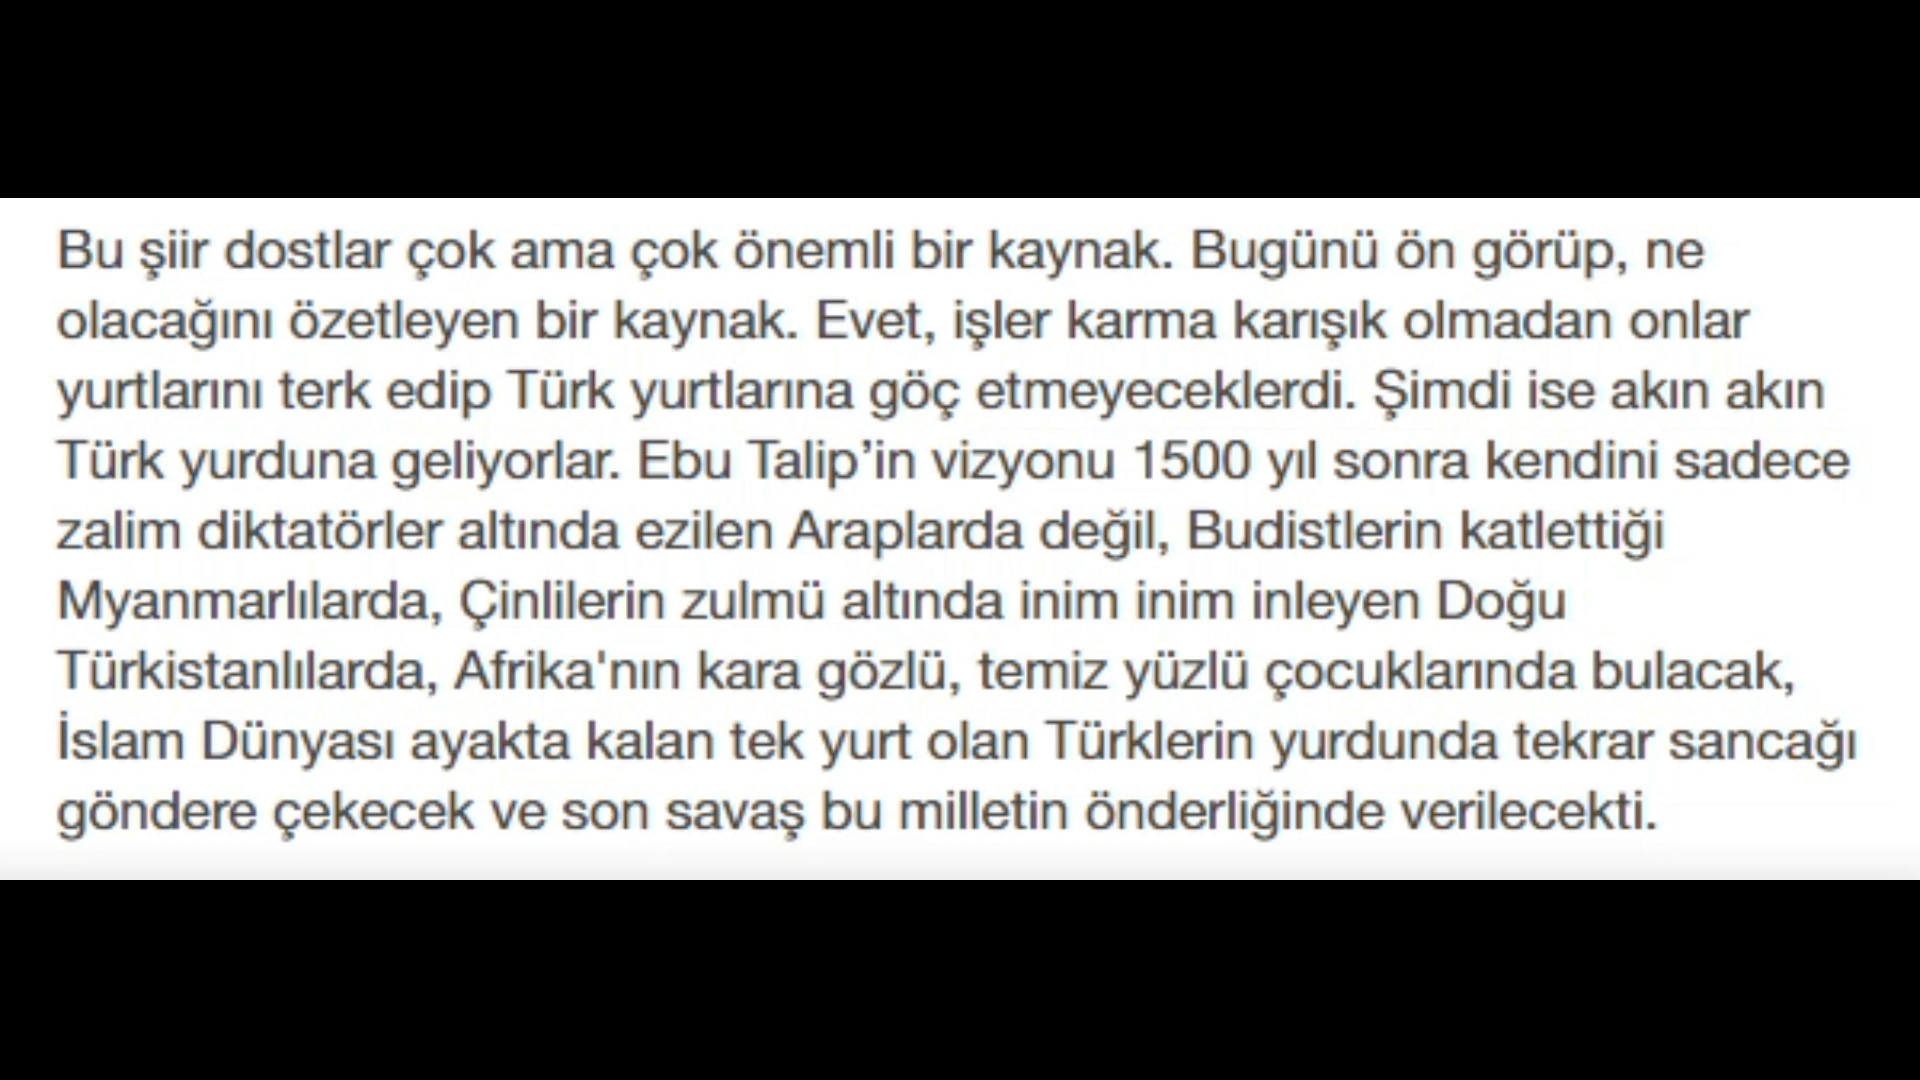 Bu şiir dostlar çok ama çok önemli bir kaynak. Bugünü ön görüp, ne
olacağını özetleyen bir kaynak. Evet, işler karma karışık olmadan onlar
yurtlarını terk edip Türk yurtlarına göç etmeyeceklerdi. Şimdi ise akın akın
Türk yurduna geliyorlar. Ebu Talip’in vizyonu 1500 yıl sonra kendini sadece
zalim diktatörler altında ezilen Araplarda değil, Budistlerin katlettiği
Myanmarlılarda, Çinlilerin zulmü altında inim inim inleyen Doğu
Türkistanlılarda, Afrika'nın kara gözlü, temiz yüzlü çocuklarında bulacak,
İslam Dünyası ayakta kalan tek yurt olan Türklerin yurdunda tekrar sancağı
göndere çekecek ve son savaş bu milletin önderliğinde verilecekti.